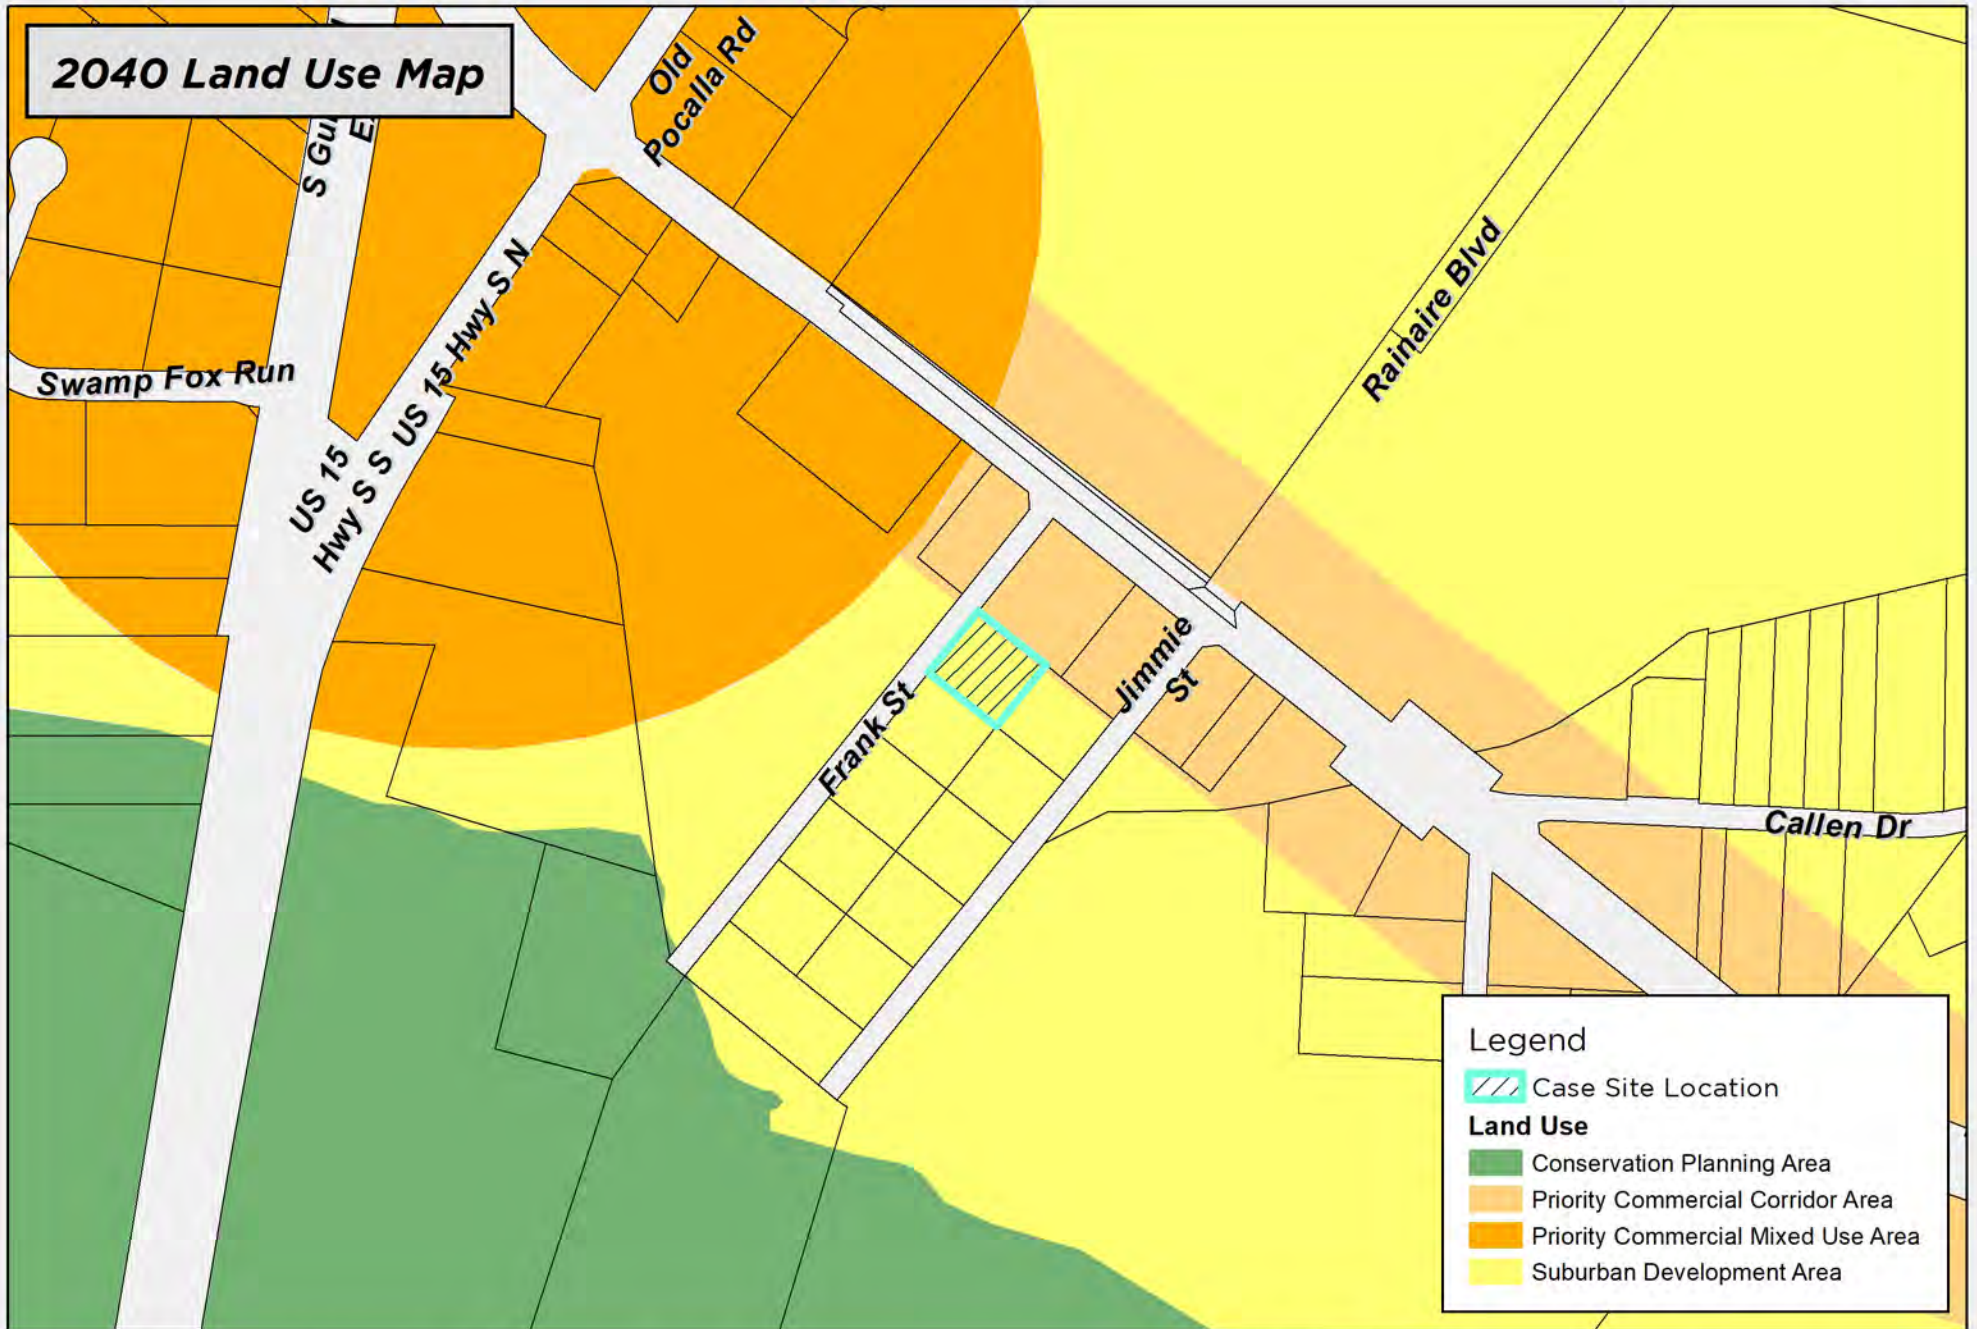 2040 Land Use Map
Old
Pocalla Rd
S Gui
US 15 Hwy S N
Swamp Fox Run
US 15
Hwy S S
Rainaire Blvd
Jimmie
St
Frank St
Callen Dr
Legend
Case Site Location
Land Use
Conservation Planning Area
Priority Commercial Corridor Area
Priority Commercial Mixed Use Area
Suburban Development Area